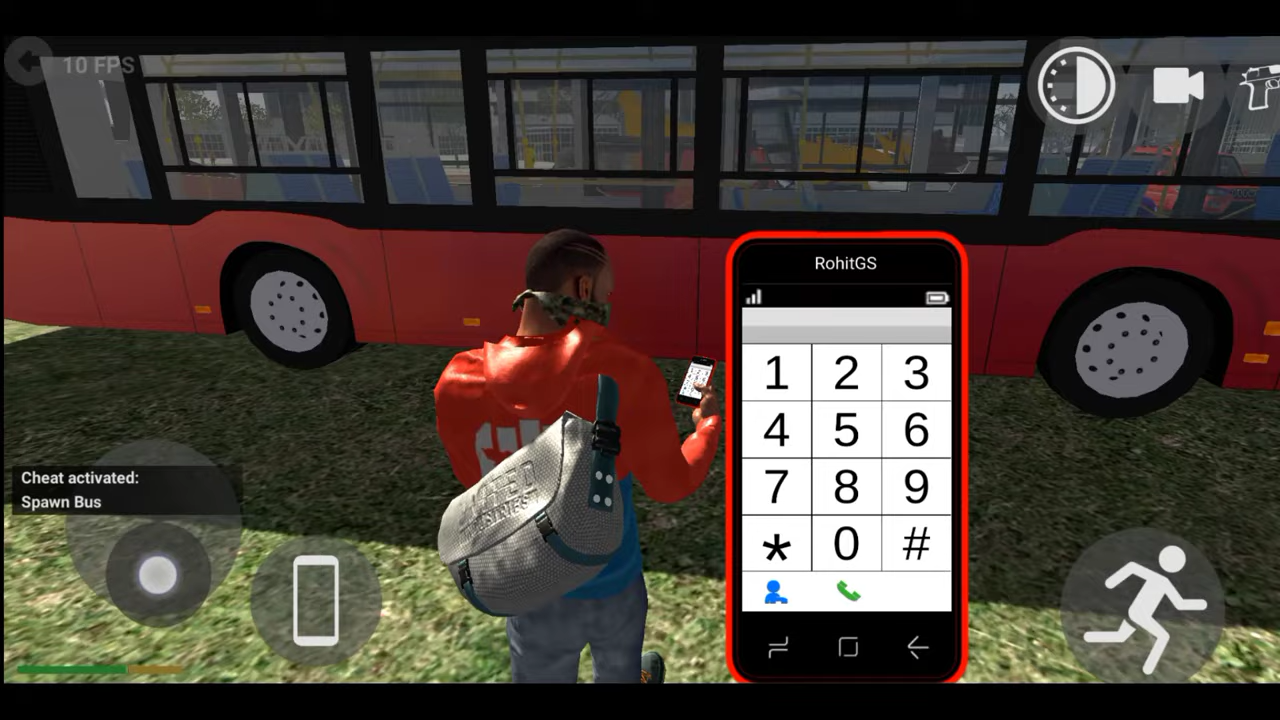 10 FPS
RohitGS
1 2 3
4 5 6
7 8 9
* 0 #
Cheat activated:
Spawn Bus